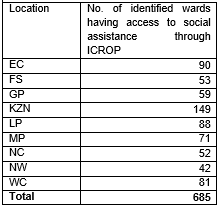 Location No. of identified wards
having access to social
assistance through
ICROP
EC 90
FS 53
GP 59
KZN 149
LP 88
MP 71
NC 52
NW 42
WC 81
Total 685